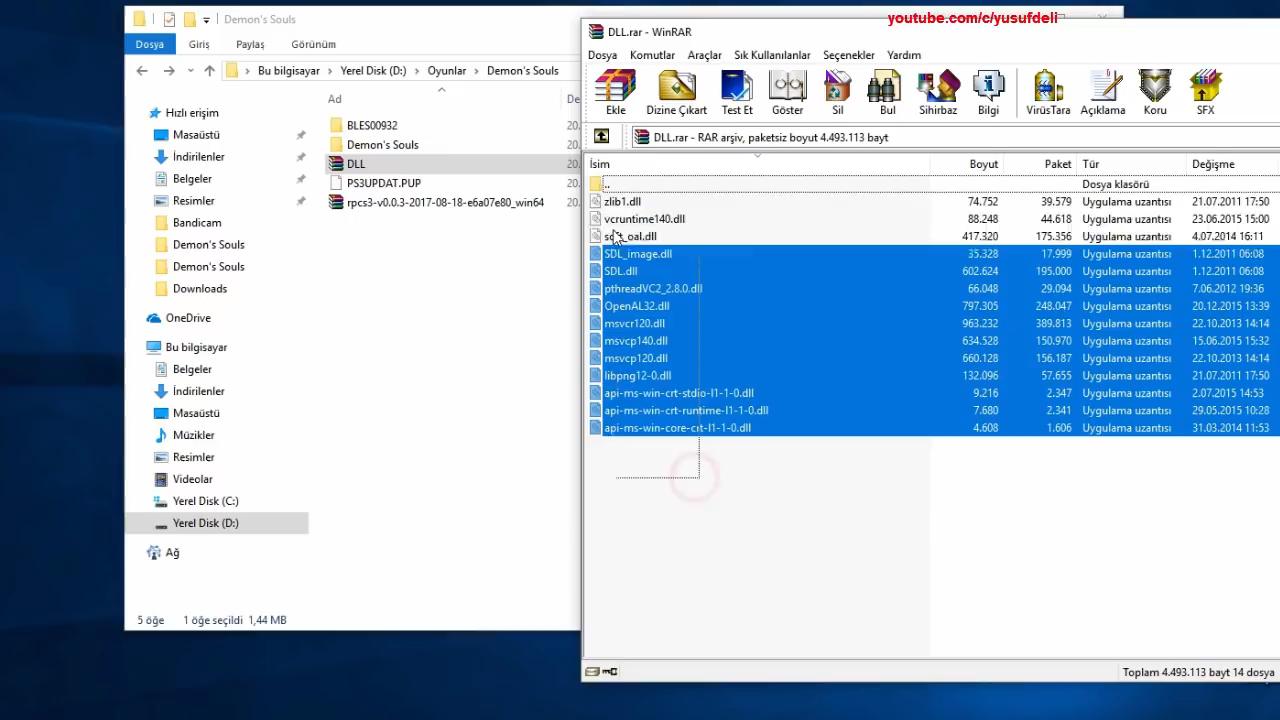 youtube.com/c/yusufdeli
Demon's Souls
Dosya Giriş Paylaş Görünüm
Bu bilgisayar > Yerel Disk (D:) > Oyunlar > Demon's Souls
Ad
Hızlı erişim
Masaüstü
İndirilenler
Belgeler
Resimler
Bandicam
Demon's Souls
Demon's Souls
Downloads
OneDrive
Bu bilgisayar
Belgeler
İndirilenler
Masaüstü
Müzikler
Resimler
Videolar
Yerel Disk (C:)
Yerel Disk (D:)
Ağ
BLES00932 20.
Demon's Souls 20.
DLL 20.
PS3UPDAT.PUP 20.
rpcs3-v0.0.3-2017-08-18-e6a07e80_win64 20.
5 öğe 1 öğe seçildi 1,44 MB
DLL.rar - WinRAR
Dosya Komutlar Araçlar Sık Kullanılanlar Seçenekler Yardım
Ekle Dizine Çıkart Test Et Göster Sil Bul Sihirbaz Bilgi VirüsTara Açıklama Koru SFX
DLL.rar - RAR arşiv, paketsiz boyut 4.493.113 bayt
İsim Boyut Paket Tür Değişme
.. Dosya klasörü
zlib1.dll 74.752 39.579 Uygulama uzantısı 21.07.2011 17:50
vcruntime140.dll 88.248 44.618 Uygulama uzantısı 23.06.2015 15:00
soft_oal.dll 417.320 175.356 Uygulama uzantısı 4.07.2014 16:11
SDL_image.dll 35.328 17.999 Uygulama uzantısı 1.12.2011 06:08
SDL.dll 602.624 195.000 Uygulama uzantısı 1.12.2011 06:08
pthreadVC2_2.8.0.dll 66.048 29.094 Uygulama uzantısı 7.06.2012 19:36
OpenAL32.dll 797.305 248.047 Uygulama uzantısı 20.12.2015 13:39
msvcr120.dll 963.232 389.813 Uygulama uzantısı 22.10.2013 14:14
msvcp140.dll 634.528 150.970 Uygulama uzantısı 15.06.2015 15:32
msvcp120.dll 660.128 156.187 Uygulama uzantısı 22.10.2013 14:14
libpng12-0.dll 132.096 57.655 Uygulama uzantısı 21.07.2011 17:50
api-ms-win-crt-stdio-l1-1-0.dll 9.216 2.347 Uygulama uzantısı 2.07.2015 14:53
api-ms-win-crt-runtime-l1-1-0.dll 7.680 2.341 Uygulama uzantısı 29.05.2015 10:28
api-ms-win-core-crt-l1-1-0.dll 4.608 1.606 Uygulama uzantısı 31.03.2014 11:53
Toplam 4.493.113 bayt 14 dosya